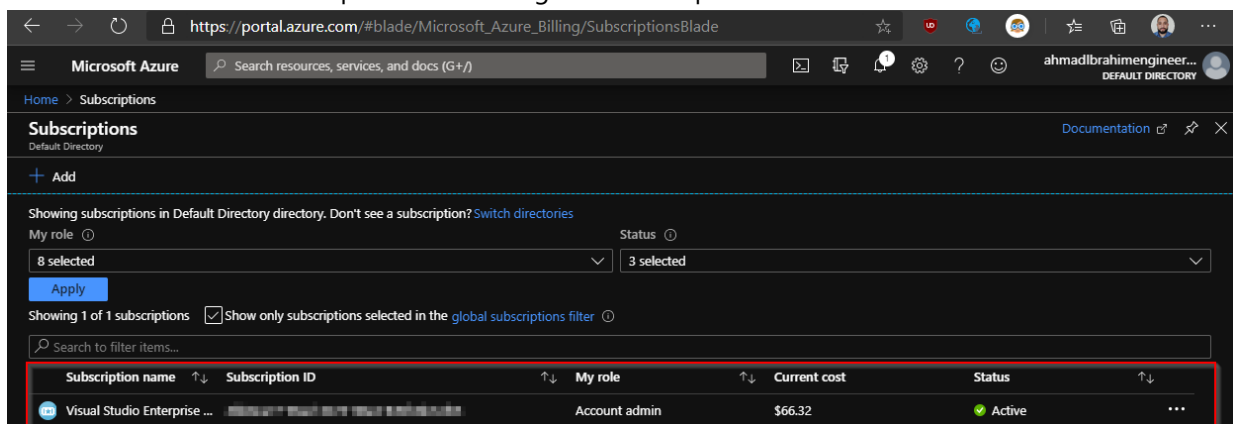 https://portal.azure.com/#blade/Microsoft_Azure_Billing/SubscriptionsBlade
Microsoft Azure
Search resources, services, and docs (G+/)
1
ahmadIbrahimengineer...
DEFAULT DIRECTORY
Home > Subscriptions
Subscriptions
Default Directory
Documentation
+ Add
Showing subscriptions in Default Directory directory. Don't see a subscription? Switch directories
My role Status
8 selected 3 selected
Apply
Showing 1 of 1 subscriptions Show only subscriptions selected in the global subscriptions filter
Search to filter items...
Subscription name ↑↓ Subscription ID ↑↓ My role ↑↓ Current cost Status ↑↓
Visual Studio Enterprise ... Account admin $66.32 Active ...